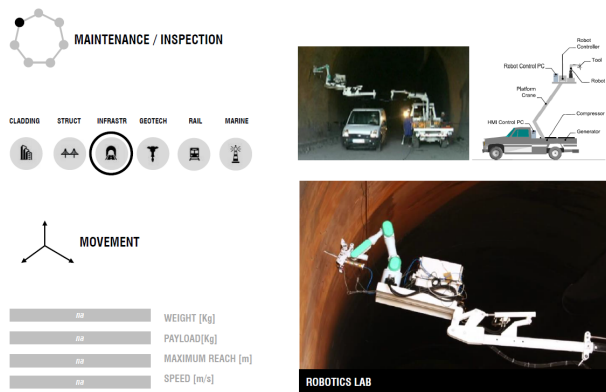 MAINTENANCE / INSPECTION
CLADDING STRUCT INFRASTR GEOTECH RAIL MARINE
MOVEMENT
na WEIGHT [Kg]
na PAYLOAD[Kg]
na MAXIMUM REACH [m]
na SPEED [m/s]
Robot
Controller
Robot Control PC
Tool
Robot
Platform
Crane
Compressor
HMI Control PC
Generator
ROBOTICS LAB